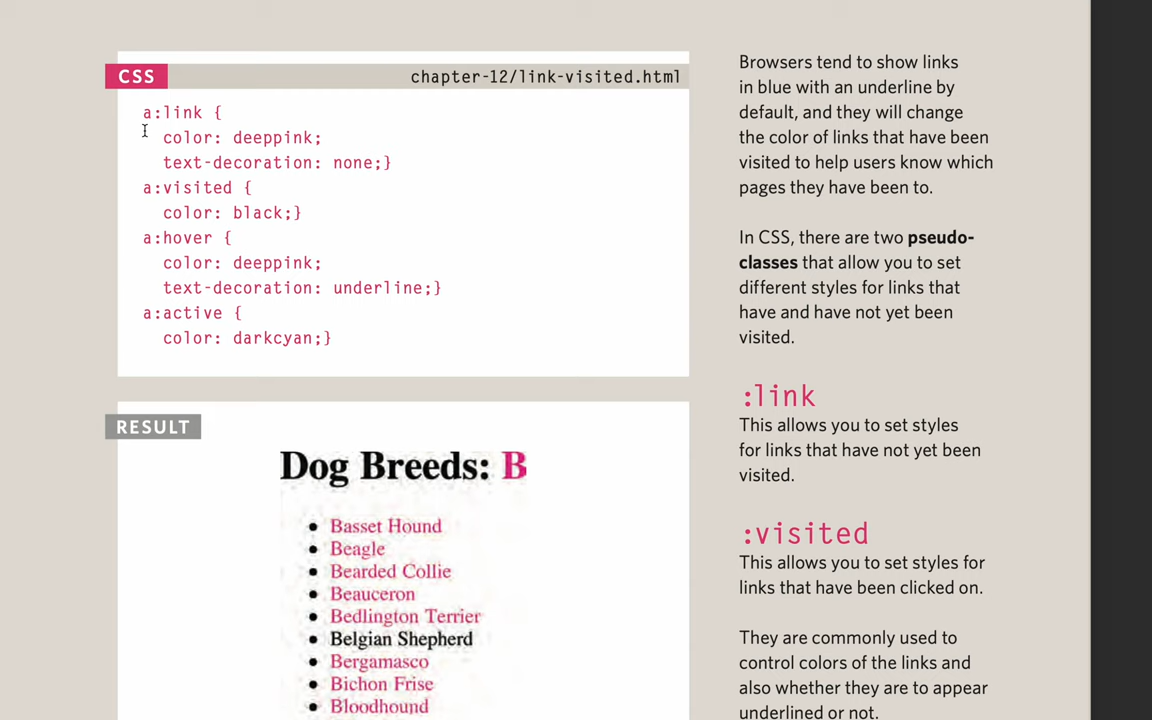 CSS
chapter-12/link-visited.html
a:link {
color: deeppink;
text-decoration: none;}
a:visited {
color: black;}
a:hover {
color: deeppink;
text-decoration: underline;}
a:active {
color: darkcyan;}
RESULT
Dog Breeds: B
Basset Hound
Beagle
Bearded Collie
Beauceron
Bedlington Terrier
Belgian Shepherd
Bergamasco
Bichon Frise
Bloodhound
Browsers tend to show links
in blue with an underline by
default, and they will change
the color of links that have been
visited to help users know which
pages they have been to.
In CSS, there are two pseudo-
classes that allow you to set
different styles for links that
have and have not yet been
visited.
:link
This allows you to set styles
for links that have not yet been
visited.
:visited
This allows you to set styles for
links that have been clicked on.
They are commonly used to
control colors of the links and
also whether they are to appear
underlined or not.